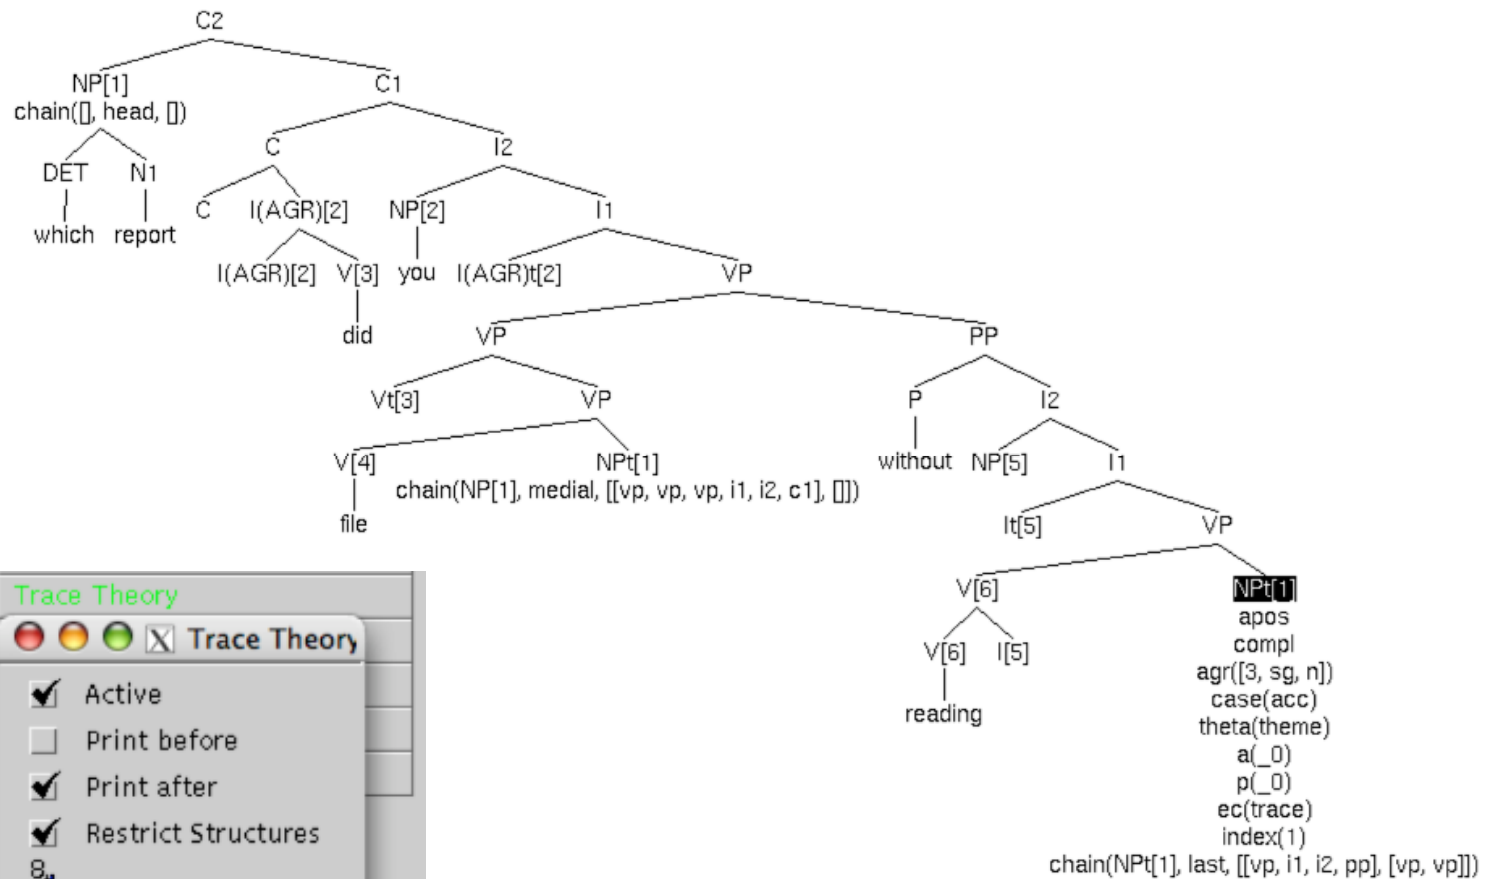 C2
NP[1] C1
chain([], head, [])
C I2
DET N1
C I(AGR)[2] NP[2] I1
which report
I(AGR)[2] V[3] you I(AGR)t[2] VP
did VP PP
Vt[3] VP P I2
V[4] NPt[1] without NP[5] I1
chain(NP[1], medial, [[vp, vp, vp, i1, i2, c1], []])
file It[5] VP
V[6] NPt[1]
apos
compl
V[6] I[5]
agr([3, sg, n])
case(acc)
reading
theta(theme)
a(_0)
p(_0)
ec(trace)
index(1)
chain(NPt[1], last, [[vp, i1, i2, pp], [vp, vp]])
Trace Theory
X Trace Theory
Active
Print before
Print after
Restrict Structures